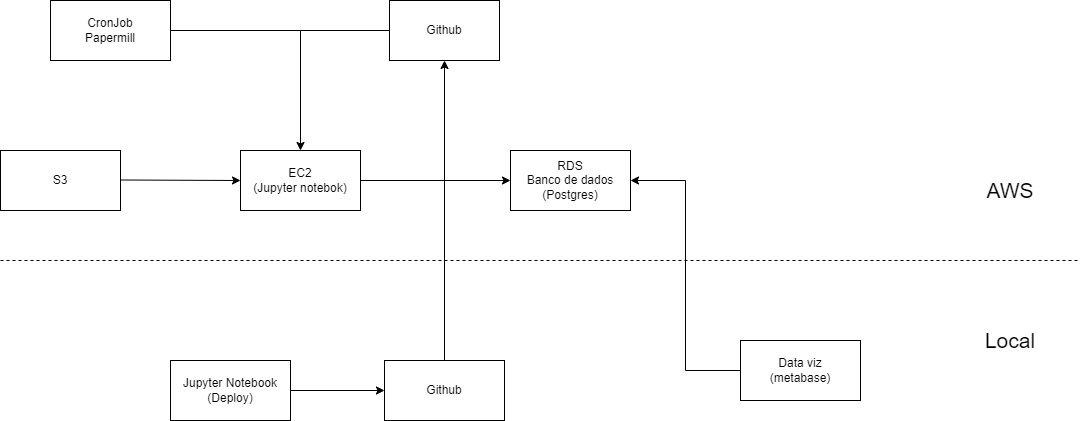 CronJob
Papermill
Github
S3
EC2
(Jupyter notebok)
RDS
Banco de dados
(Postgres)
AWS
Local
Data viz
(metabase)
Jupyter Notebook
(Deploy)
Github